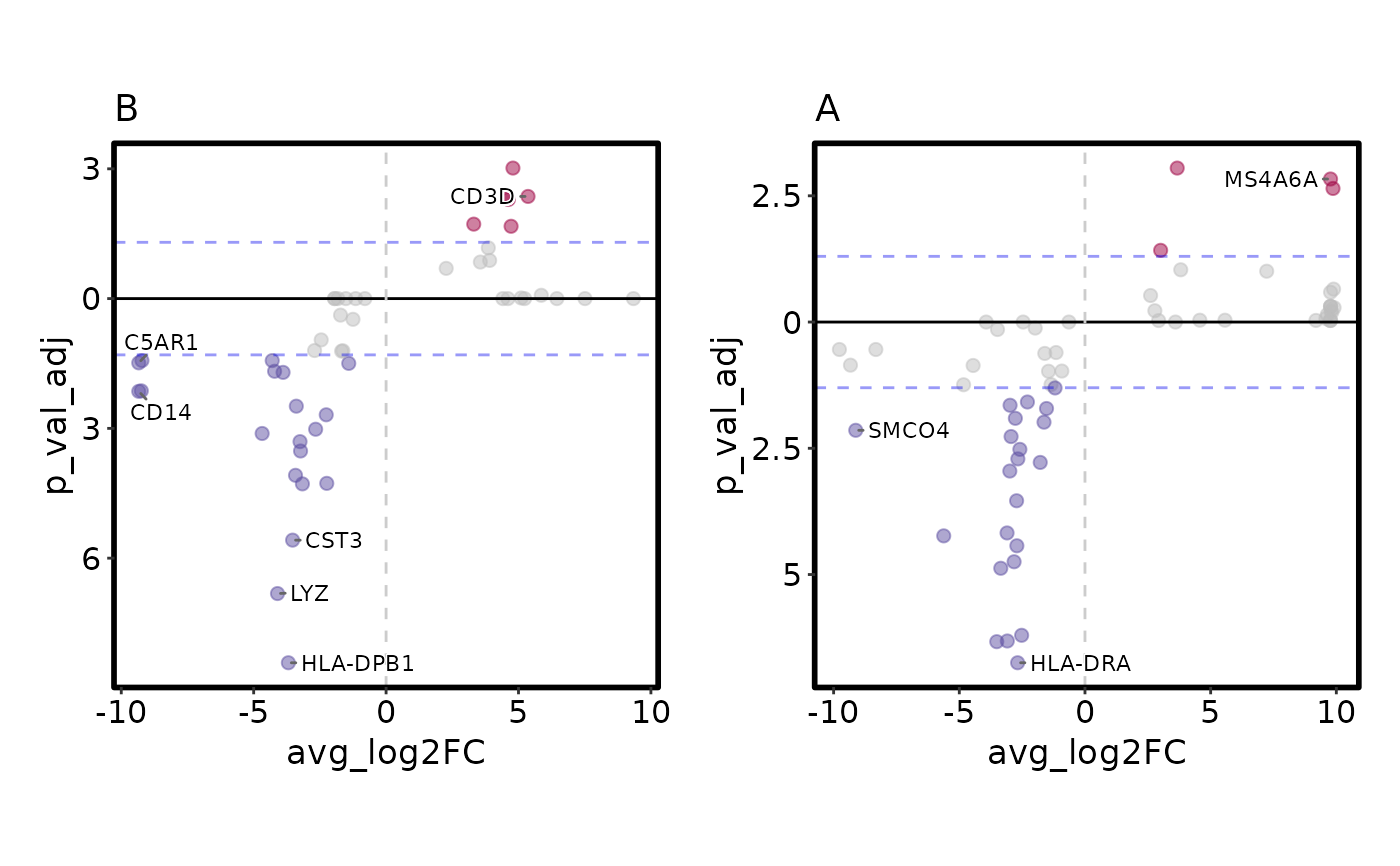 B
3
0
3
6
p_val_adj
CD3D
C5AR1
CD14
CST3
LYZ
HLA-DPB1
-10 -5 0 5 10
avg_log2FC
A
2.5
0
2.5
5
p_val_adj
MS4A6A
SMCO4
HLA-DRA
-10 -5 0 5 10
avg_log2FC